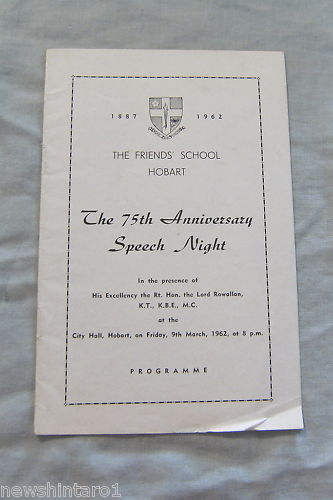 1887 1962
THE FRIENDS' SCHOOL
HOBART
The 75th Anniversary
Speech Night
In the presence of
His Excellency the Rt. Hon. the Lord Rowallan,
K.T., K.B.E., M.C.
at the
City Hall, Hobart, on Friday, 9th March, 1962, at 8 p.m.
PROGRAMME
newshintaro1